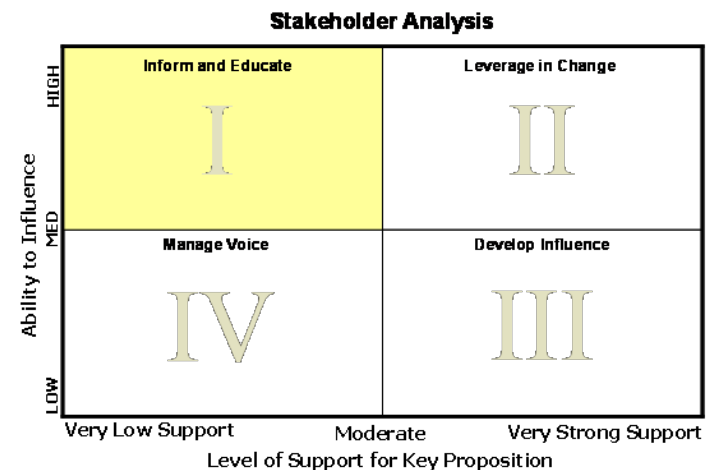 Stakeholder Analysis
Inform and Educate
Leverage in Change
HIGH
I
II
Ability to Influence
MED
Manage Voice
Develop Influence
IV
III
LOW
Very Low Support
Moderate
Very Strong Support
Level of Support for Key Proposition